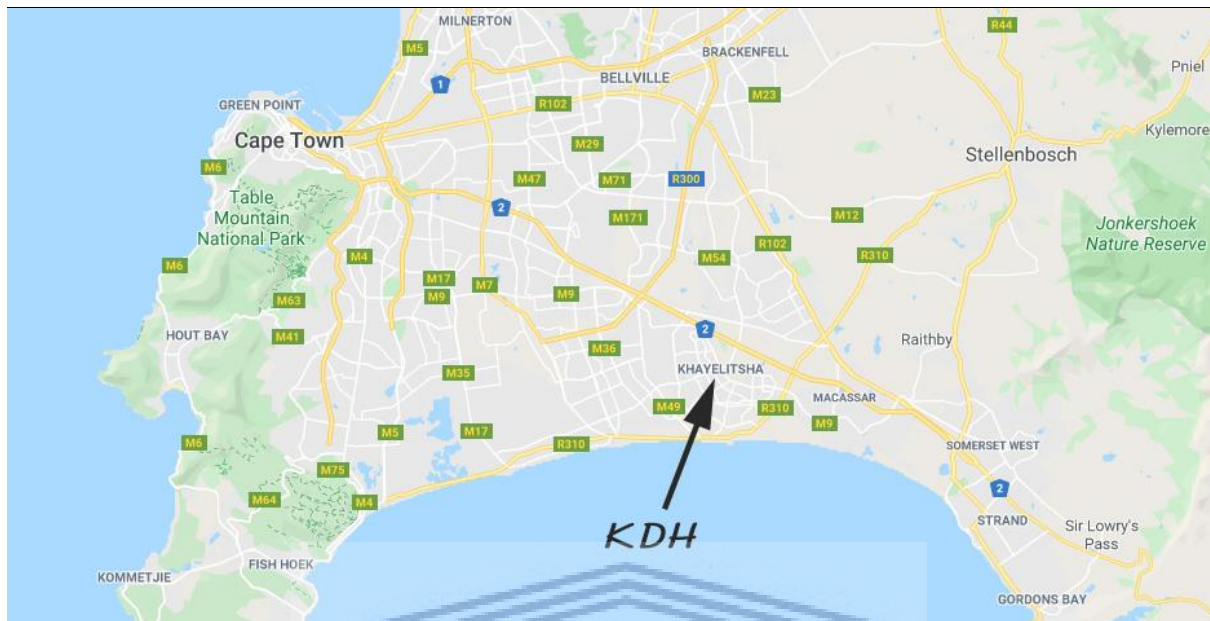 MILNERTON
R44
M5
BRACKENFELL
Pniel
BELLVILLE
1
M23
GREEN POINT
R102
Kylemore
Cape Town
M29
Stellenbosch
M6
M47
M71
R300
Table
Mountain
National Park
2
M171
M12
Jonkershoek
Nature Reserve
R102
M4
M54
R310
M6
M17
M7
M9
M9
M63
2
HOUT BAY
M41
Raithby
M36
KHAYELITSHA
M35
MACASSAR
M49
R310
M9
M6
M5
M17
R310
SOMERSET WEST
M75
2
M64
M4
STRAND
Sir Lowry's
Pass
KDH
FISH HOEK
KOMMETJIE
GORDONS BAY